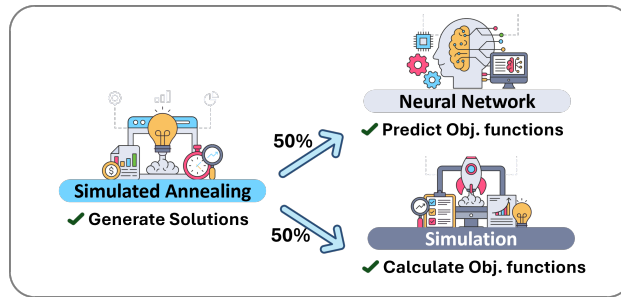 Neural Network
✔ Predict Obj. functions
50%
Simulated Annealing
✔ Generate Solutions
50%
Simulation
✔ Calculate Obj. functions